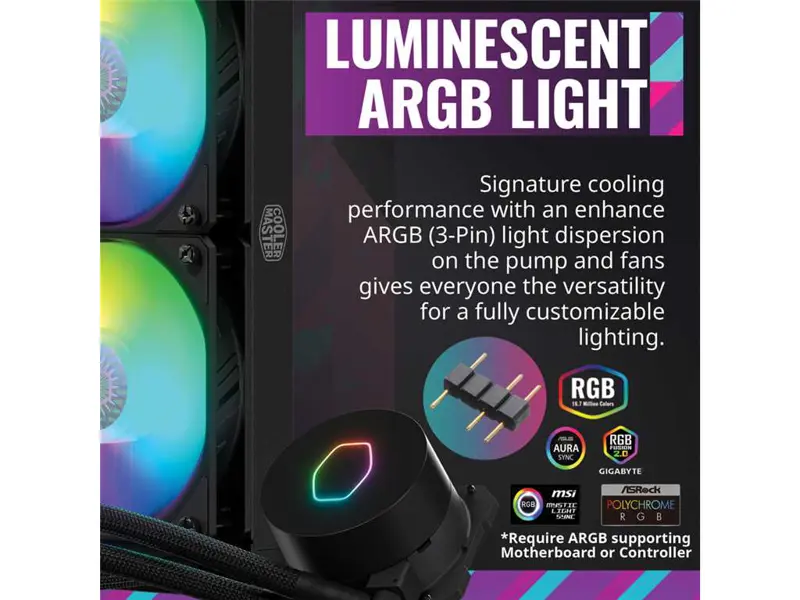 LUMINESCENT
ARGB LIGHT
COOLER
MASTER
Signature cooling
performance with an enhance
ARGB (3-Pin) light dispersion
on the pump and fans
gives everyone the versatility
for a fully customizable
lighting.
RGB
16.7 Million Colors
ASUS
AURA
SYNC
RGB
FUSION
2.0
GIGABYTE
RGB
msi
MYSTIC
LIGHT
SYNC
ASRock
POLYCHROME
RGB
*Require ARGB supporting
Motherboard or Controller